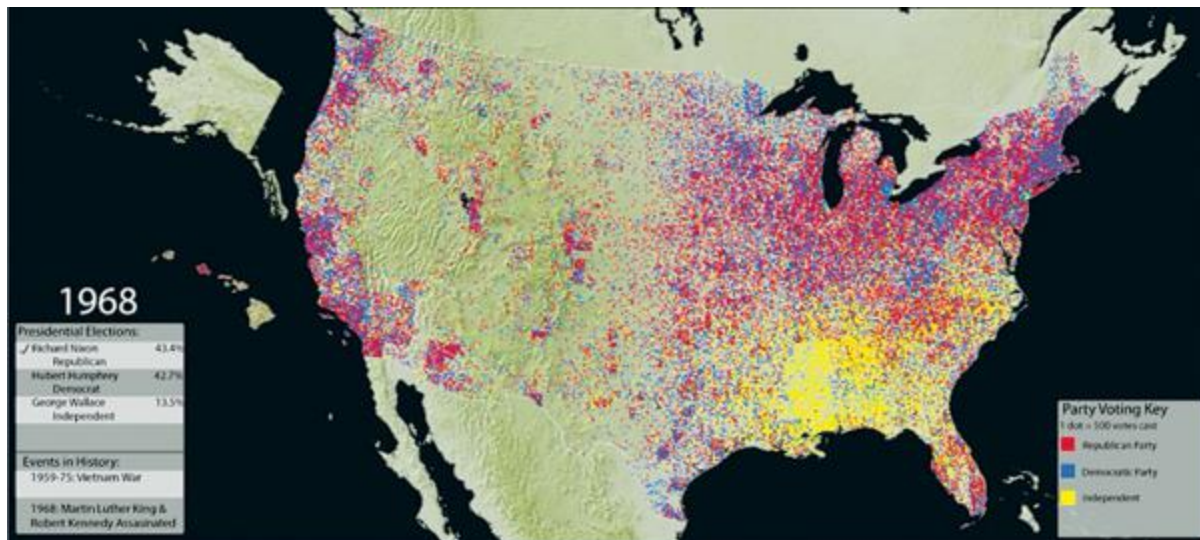 1968
Presidential Elections:
✓ Richard Nixon 43.4%
Republican
Hubert Humphrey 42.7%
Democrat
George Wallace 13.5%
Independent
Events in History:
1959-75: Vietnam War
1968: Martin Luther King &
Robert Kennedy Assasinated
Party Voting Key
1 dot = 500 votes cast
Republican Party
Democratic Party
Independent